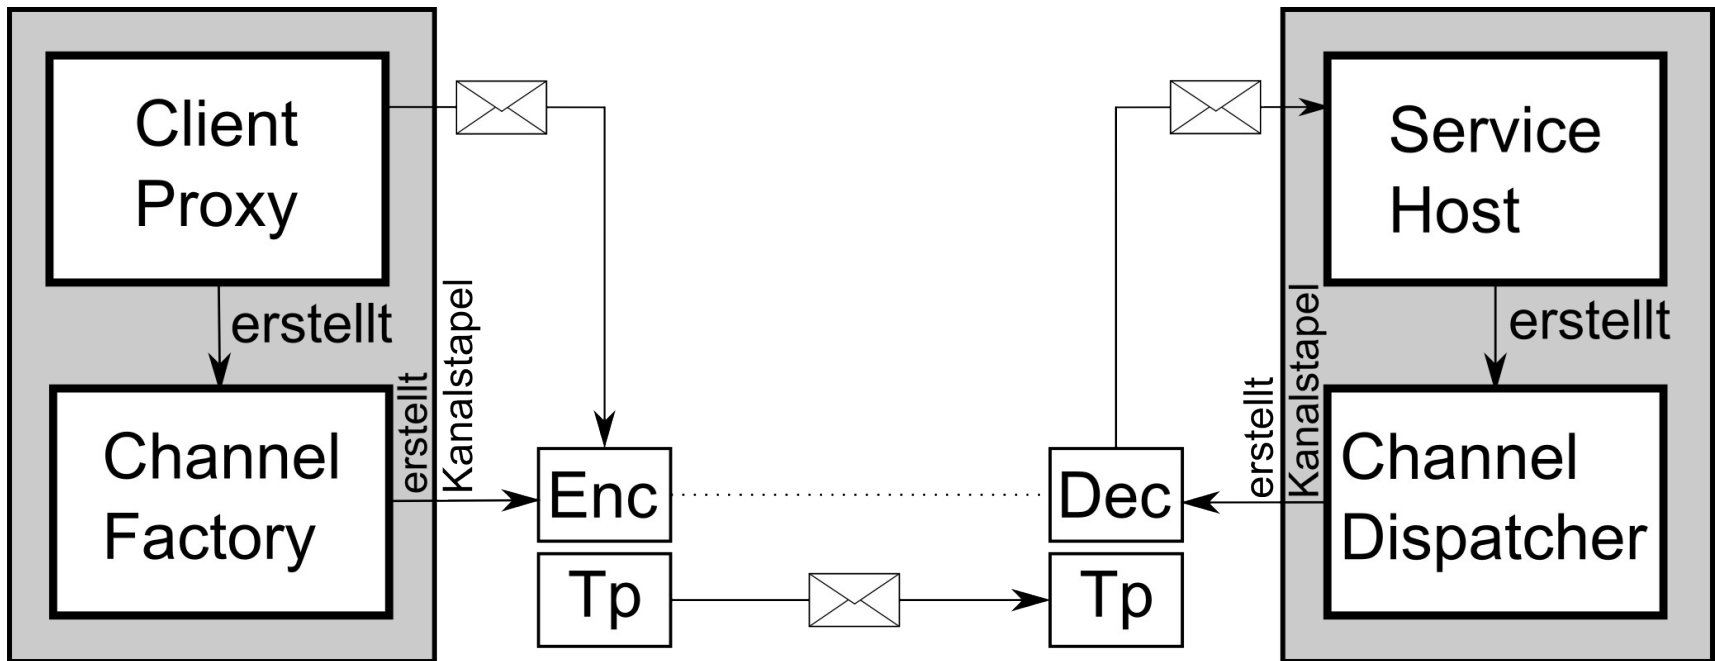 Client
Proxy
erstellt
Channel
Factory
erstellt
Kanalstapel
Enc
Tp
Dec
Tp
erstellt
Kanalstapel
Service
Host
erstellt
Channel
Dispatcher